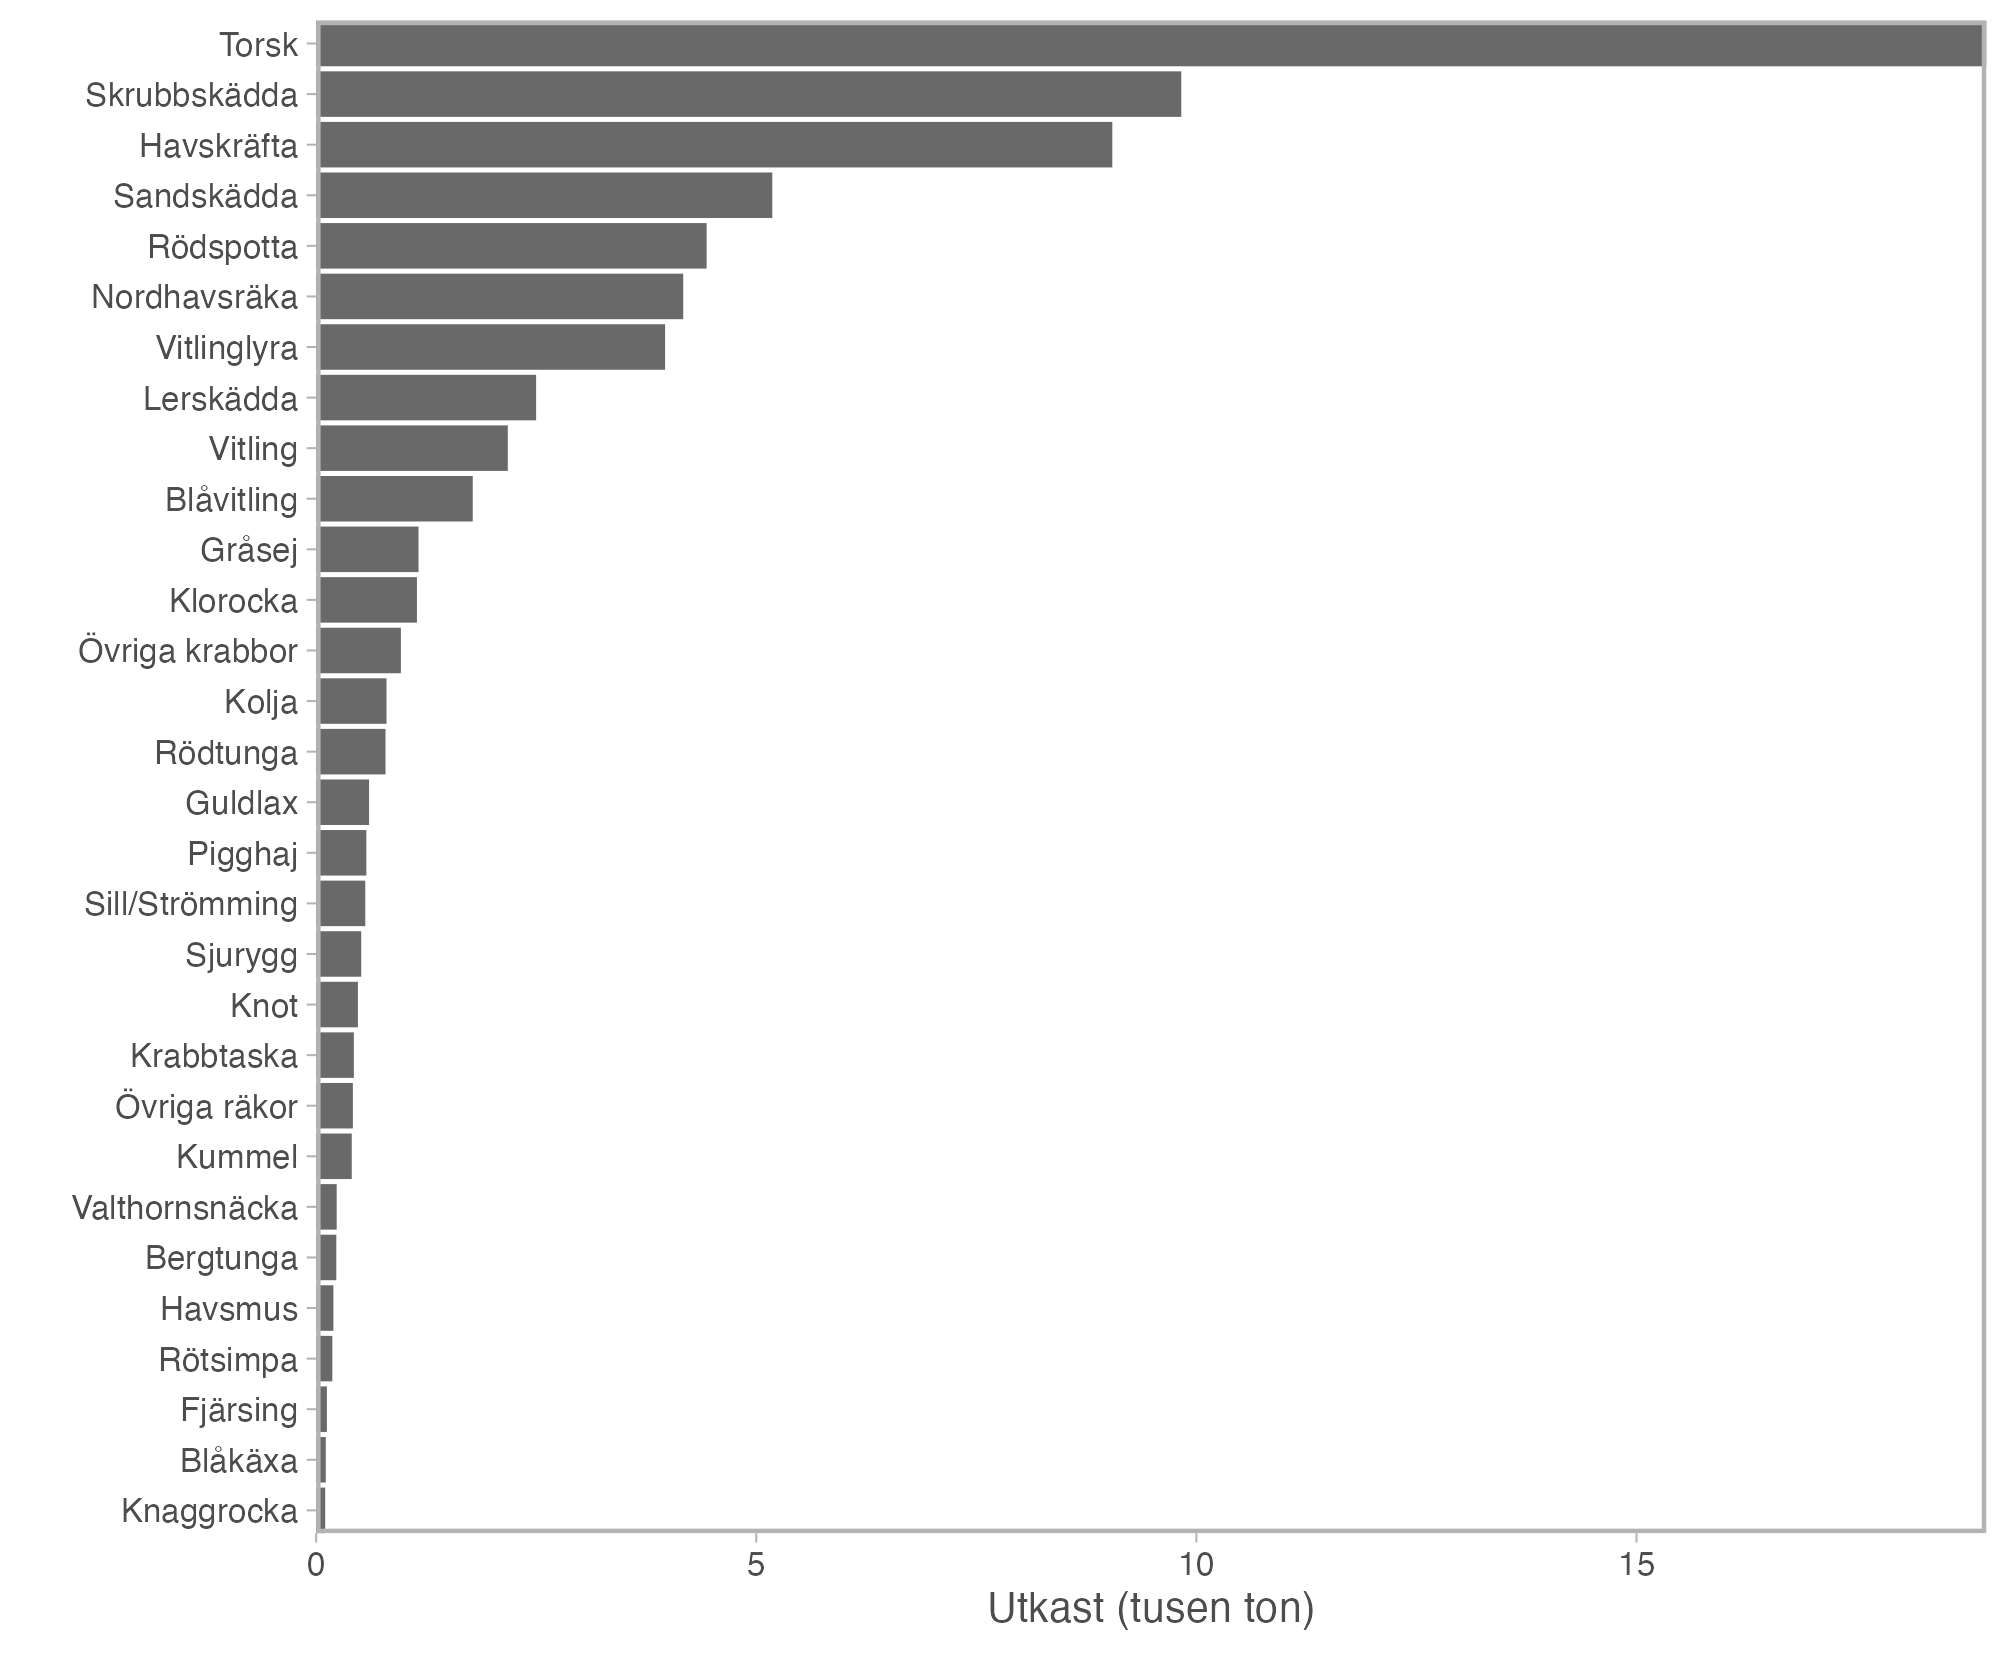 Torsk
Skrubbskädda
Havskräfta
Sandskädda
Rödspotta
Nordhavsräka
Vitlinglyra
Lerskädda
Vitling
Blåvitling
Gråsej
Klorocka
Övriga krabbor
Kolja
Rödtunga
Guldlax
Pigghaj
Sill/Strömming
Sjurygg
Knot
Krabbtaska
Övriga räkor
Kummel
Valthornsnäcka
Bergtunga
Havsmus
Rötsimpa
Fjärsing
Blåkäxa
Knaggrocka
0 5 10 15
Utkast (tusen ton)